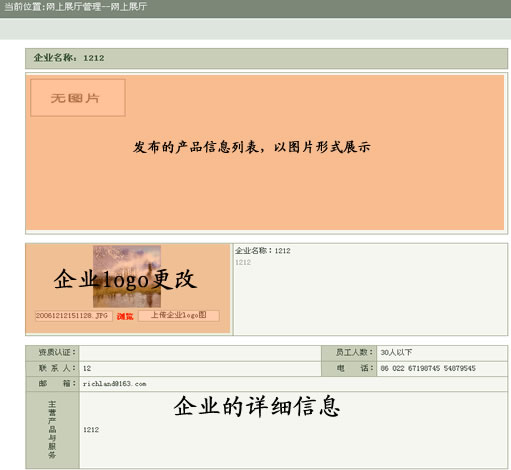 当前位置:网上展厅管理--网上展厅
企业名称: 1212
无图片
发布的产品信息列表，以图片形式展示
企业logo更改
20061212151128.JPG 浏览 上传企业logo图
企业名称：1212
1212
资质认证： 员工人数： 30人以下
联 系 人： 12 电 话： 86 022 67198745 54879545
邮 箱： richland@163.com
企业的详细信息
主营产品与服务 1212